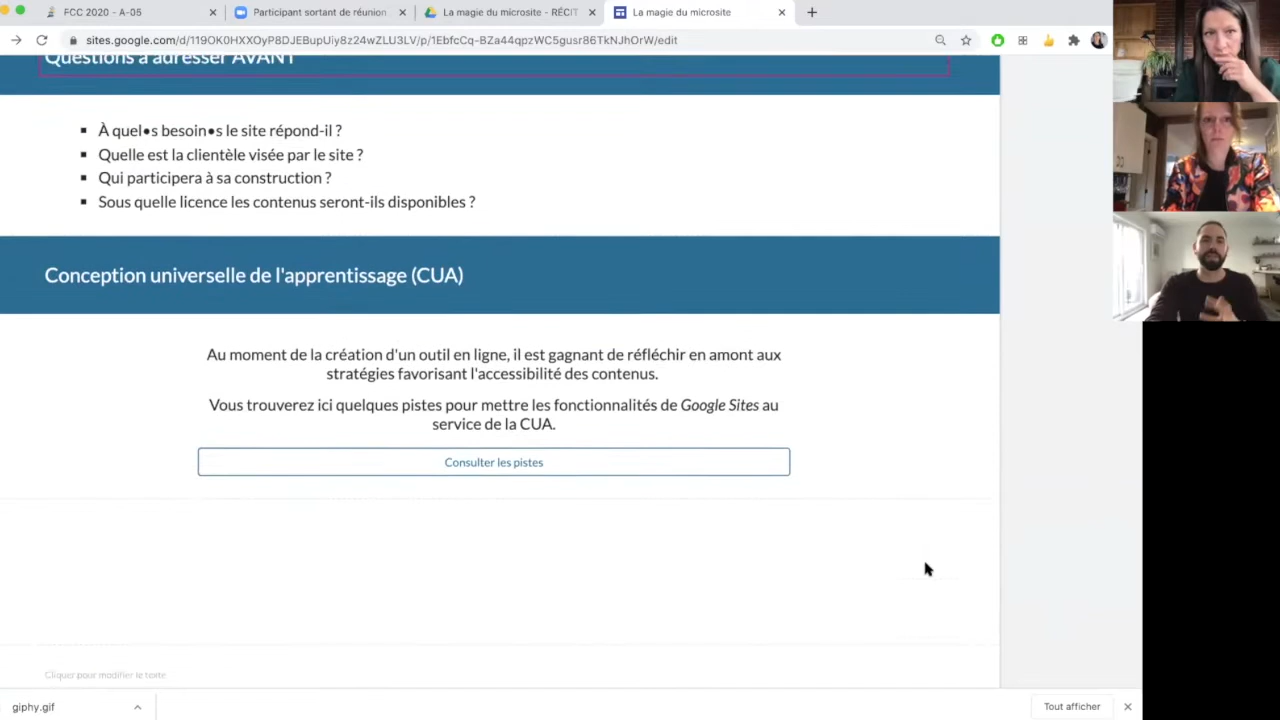 FCC 2020 - A-05
Participant sortant de réunion
La magie du microsite - RÉCIT
La magie du microsite
sites.google.com/d/119OK0HXXOyP8DJEBupUiy8z24wZLU3LV/p/1EbfcCq-BZa44qpzWC5gusr86TkNJhOrW/edit
Questions à adresser AVANT
▪ À quel•s besoin•s le site répond-il ?
▪ Quelle est la clientèle visée par le site ?
▪ Qui participera à sa construction ?
▪ Sous quelle licence les contenus seront-ils disponibles ?
Conception universelle de l'apprentissage (CUA)
Au moment de la création d'un outil en ligne, il est gagnant de réfléchir en amont aux
stratégies favorisant l'accessibilité des contenus.
Vous trouverez ici quelques pistes pour mettre les fonctionnalités de Google Sites au
service de la CUA.
Consulter les pistes
Cliquer pour modifier le texte
giphy.gif
Tout afficher